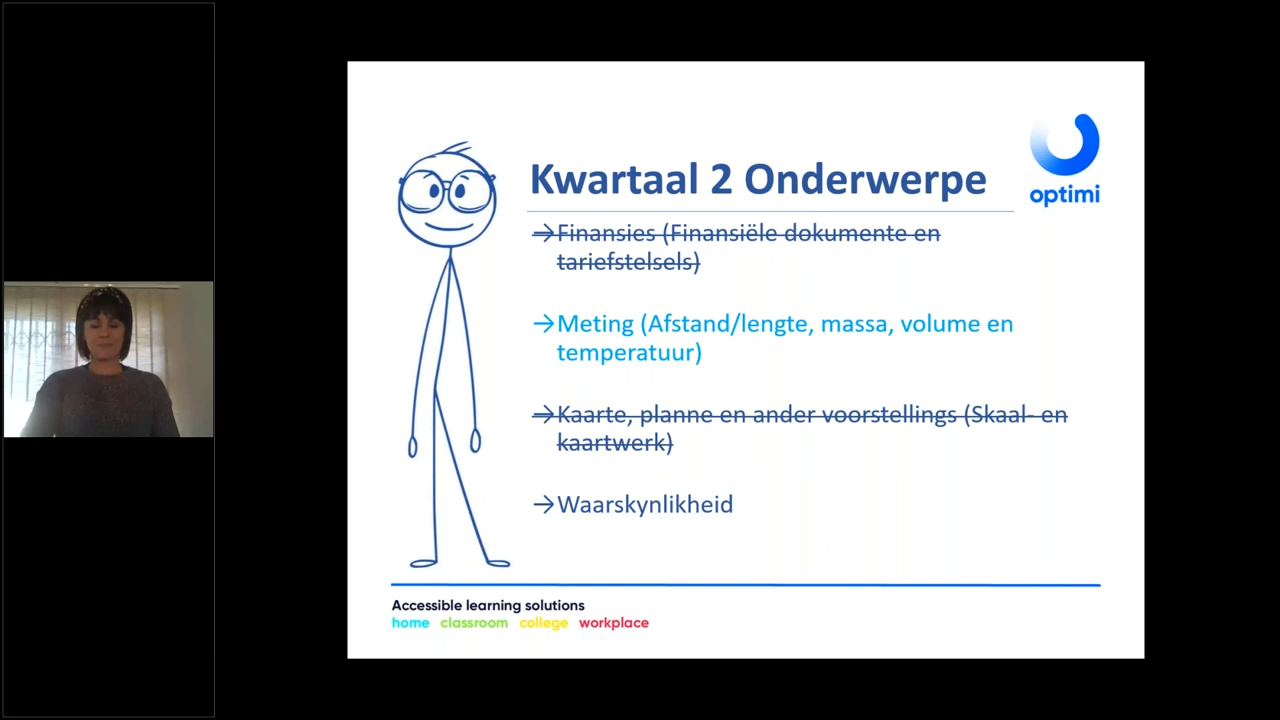 Kwartaal 2 Onderwerpe
optimi
→Finansies (Finansiële dokumente en
tariefstelsels)
→Meting (Afstand/lengte, massa, volume en
temperatuur)
→Kaarte, planne en ander voorstellings (Skaal- en
kaartwerk)
→Waarskynlikheid
Accessible learning solutions
home classroom college workplace